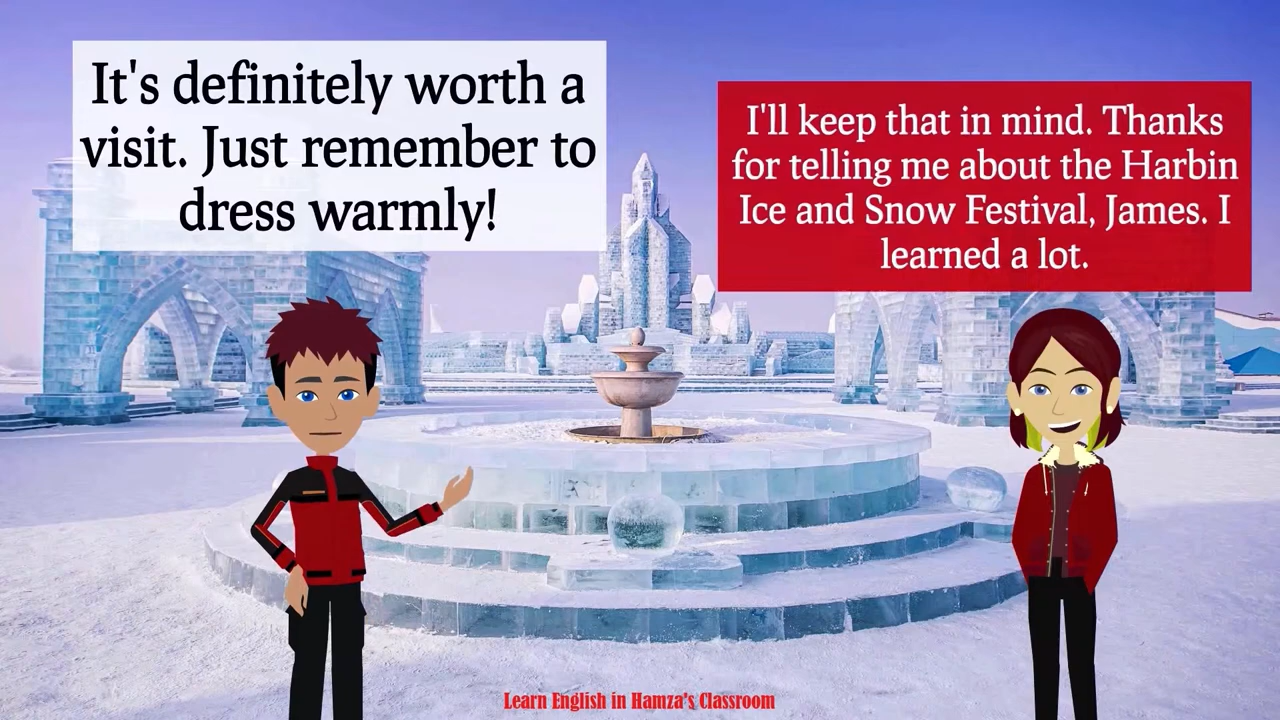 It's definitely worth a
visit. Just remember to
dress warmly!
I'll keep that in mind. Thanks
for telling me about the Harbin
Ice and Snow Festival, James. I
learned a lot.
Learn English in Hamza's Classroom